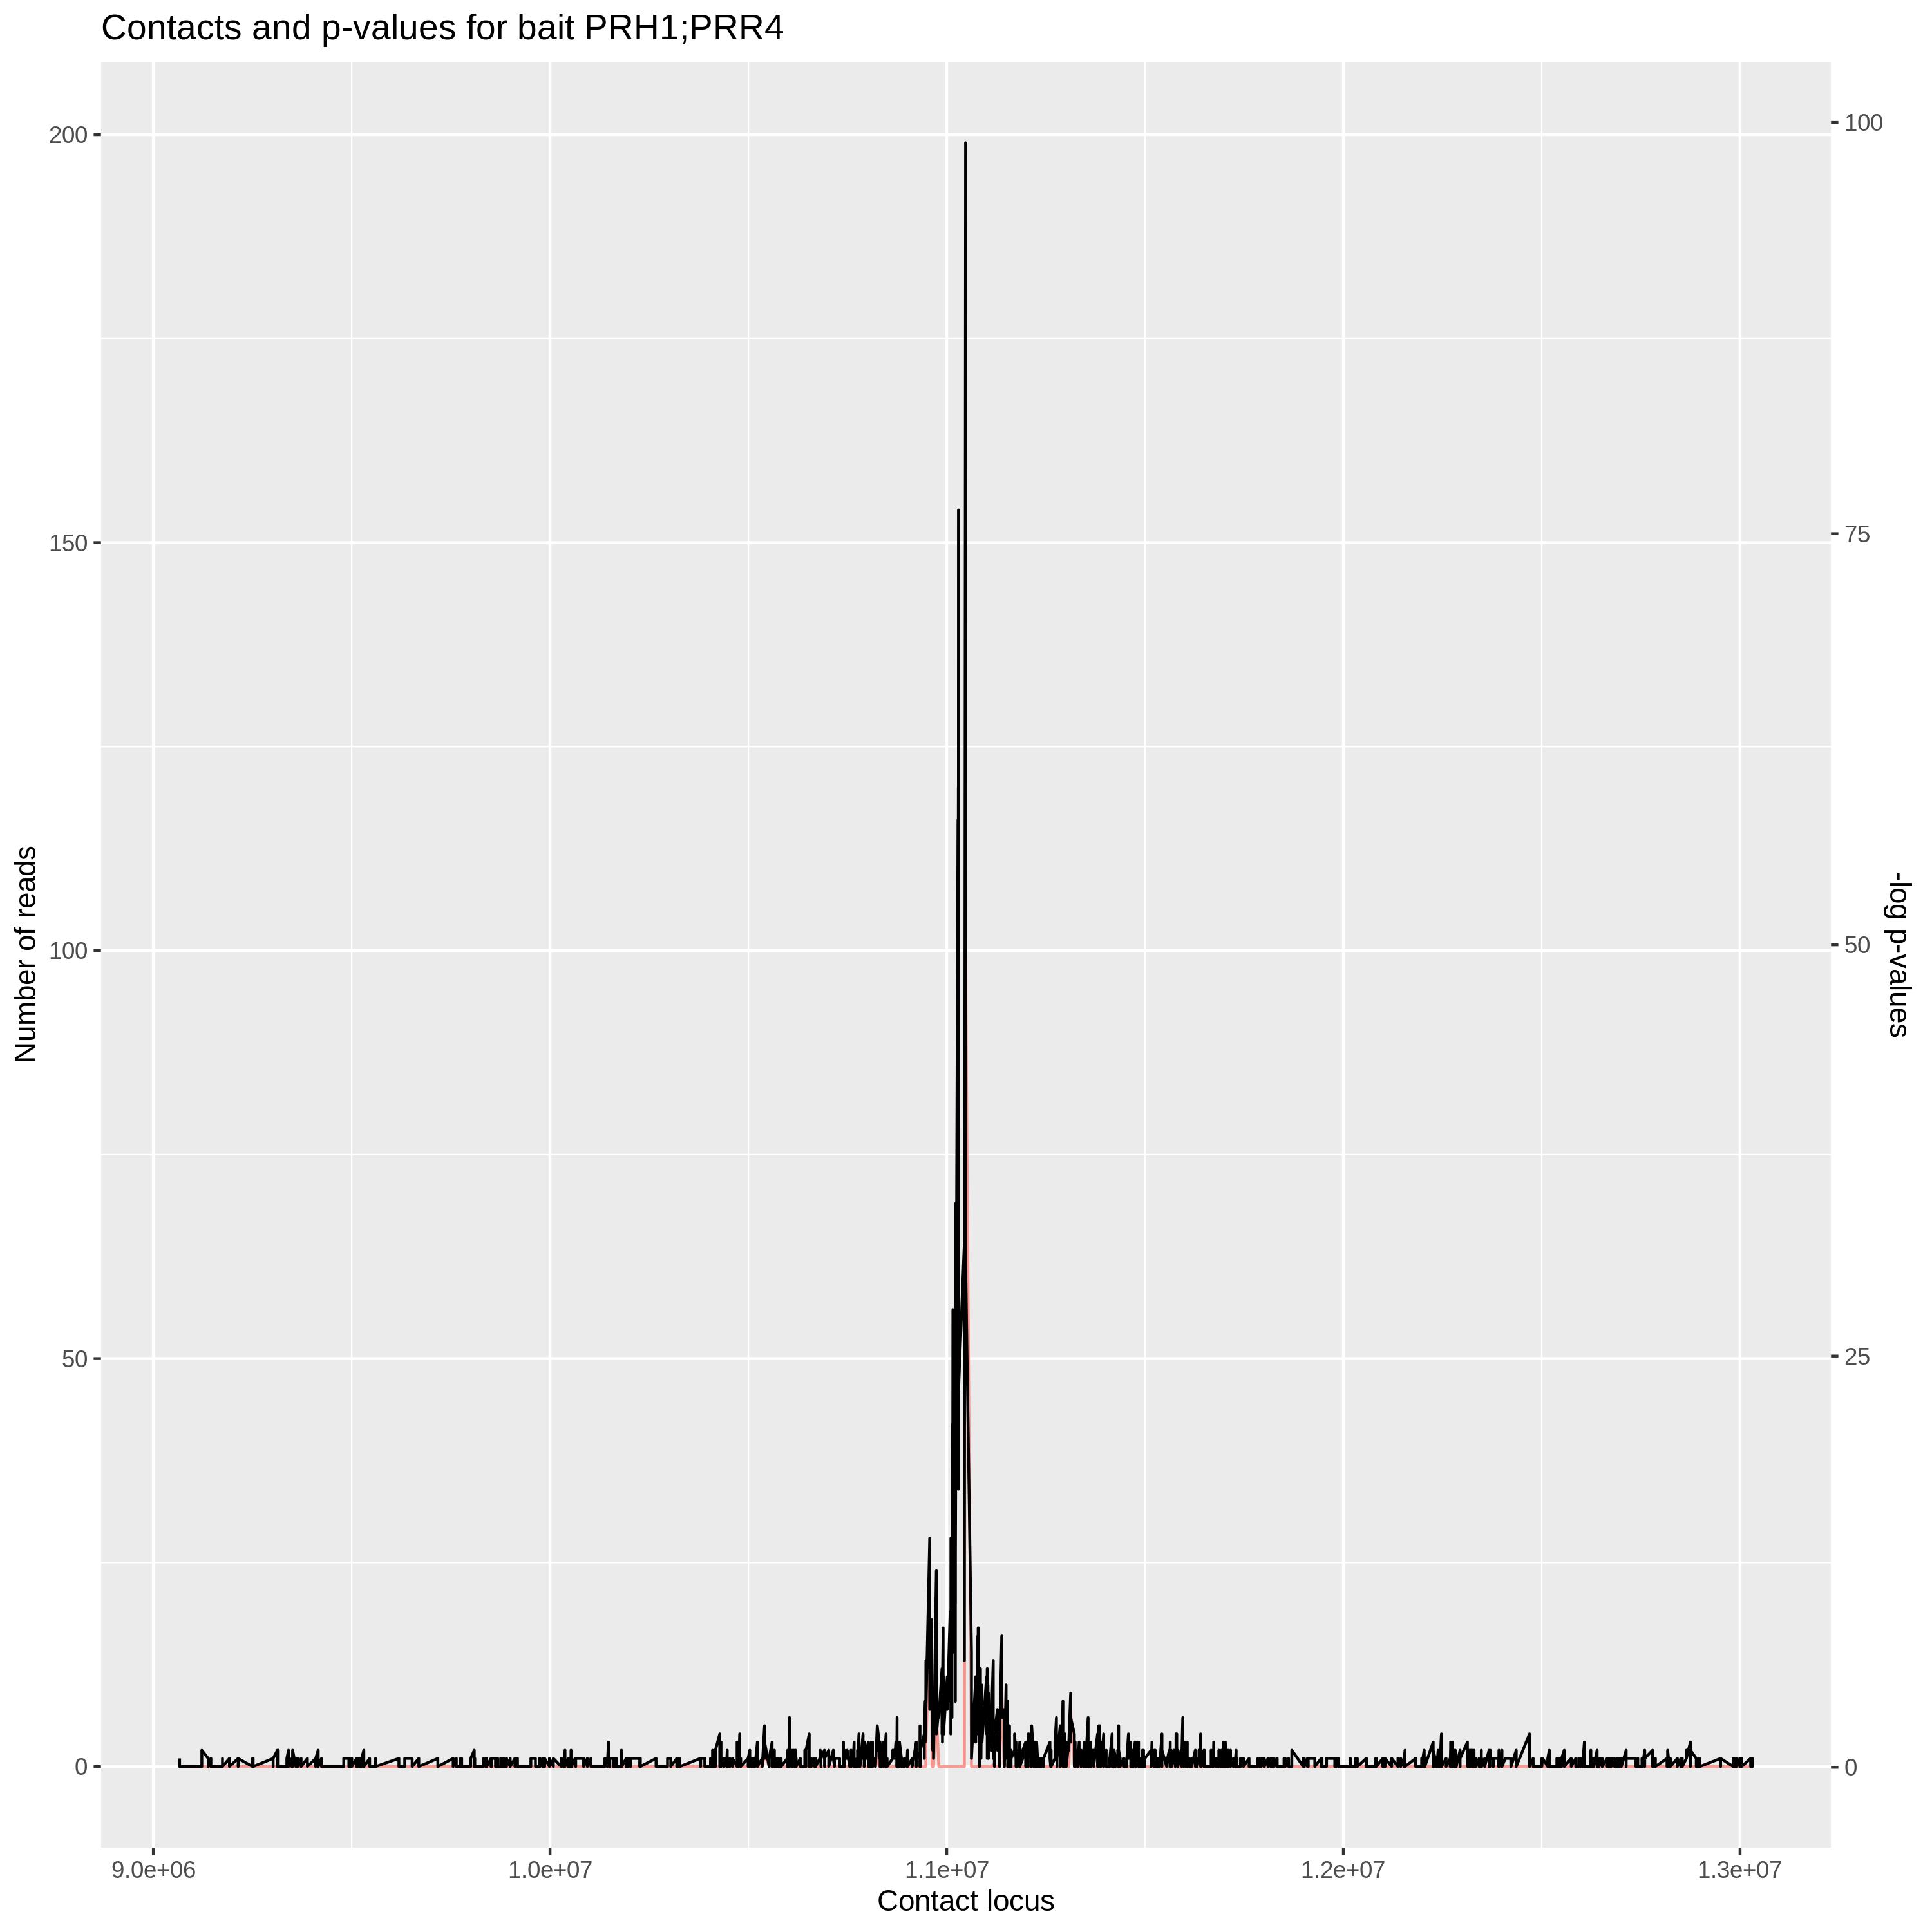 Contacts and p-values for bait PRH1;PRR4
200
150
100
50
0
Number of reads
100
75
50
25
0
-log p-values
9.0e+06 1.0e+07 1.1e+07 1.2e+07 1.3e+07
Contact locus